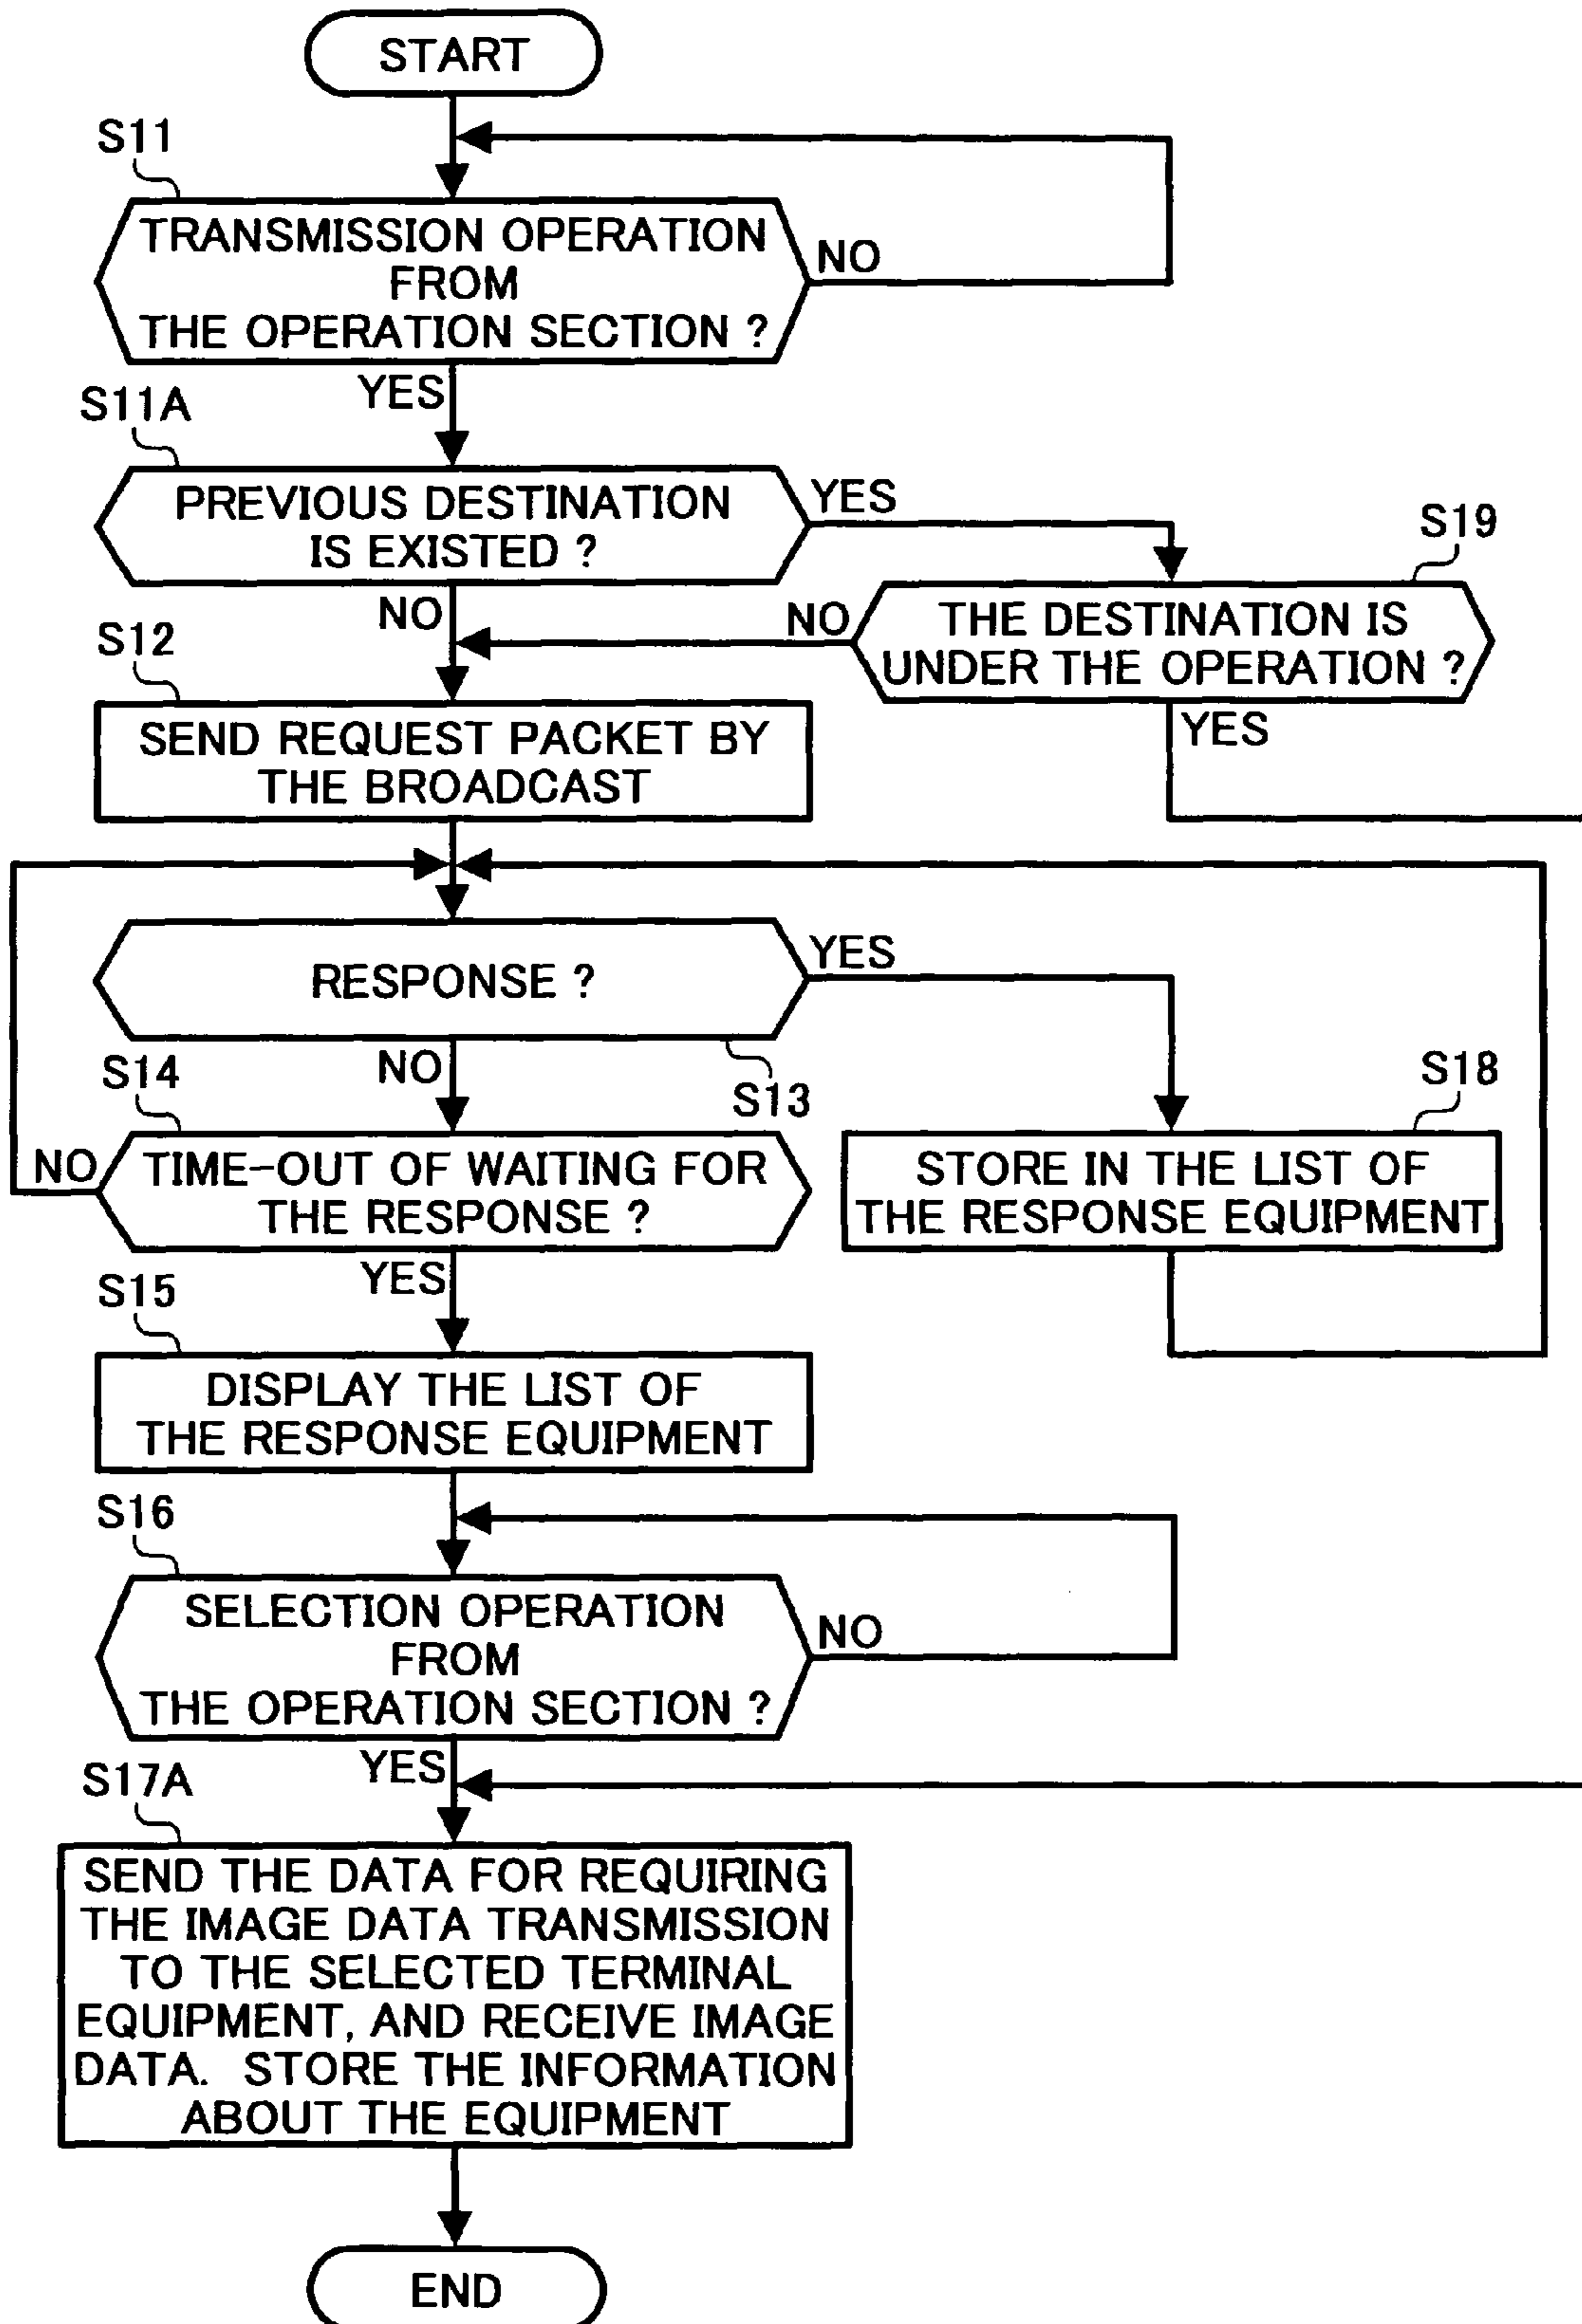 START
S11
TRANSMISSION OPERATION
FROM
THE OPERATION SECTION ?
NO
YES
S11A
PREVIOUS DESTINATION
IS EXISTED ?
YES
NO
S19
THE DESTINATION IS
UNDER THE OPERATION ?
NO
YES
S12
SEND REQUEST PACKET BY
THE BROADCAST
RESPONSE ?
YES
NO
S13
S14
TIME-OUT OF WAITING FOR
THE RESPONSE ?
NO
YES
S18
STORE IN THE LIST OF
THE RESPONSE EQUIPMENT
S15
DISPLAY THE LIST OF
THE RESPONSE EQUIPMENT
S16
SELECTION OPERATION
FROM
THE OPERATION SECTION ?
NO
YES
S17A
SEND THE DATA FOR REQUIRING
THE IMAGE DATA TRANSMISSION
TO THE SELECTED TERMINAL
EQUIPMENT, AND RECEIVE IMAGE
DATA. STORE THE INFORMATION
ABOUT THE EQUIPMENT
END